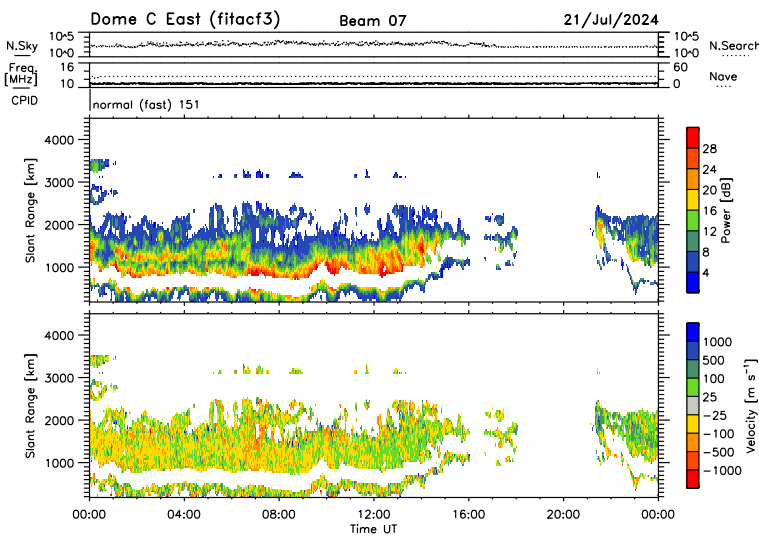 Dome C East (fitacf3) Beam 07 21/Jul/2024
N.Sky 10^5 10^0 10^5 10^0 N.Search
Freq. [MHz] 16 10 60 0 Nave
CPID normal (fast) 151
Slant Range [km] 4000 3000 2000 1000
28 24 20 16 12 8 4 Power [dB]
Slant Range [km] 4000 3000 2000 1000
1000 500 100 25 −25 −100 −500 −1000 Velocity [m s⁻¹]
00:00 04:00 08:00 12:00 16:00 20:00 00:00
Time UT